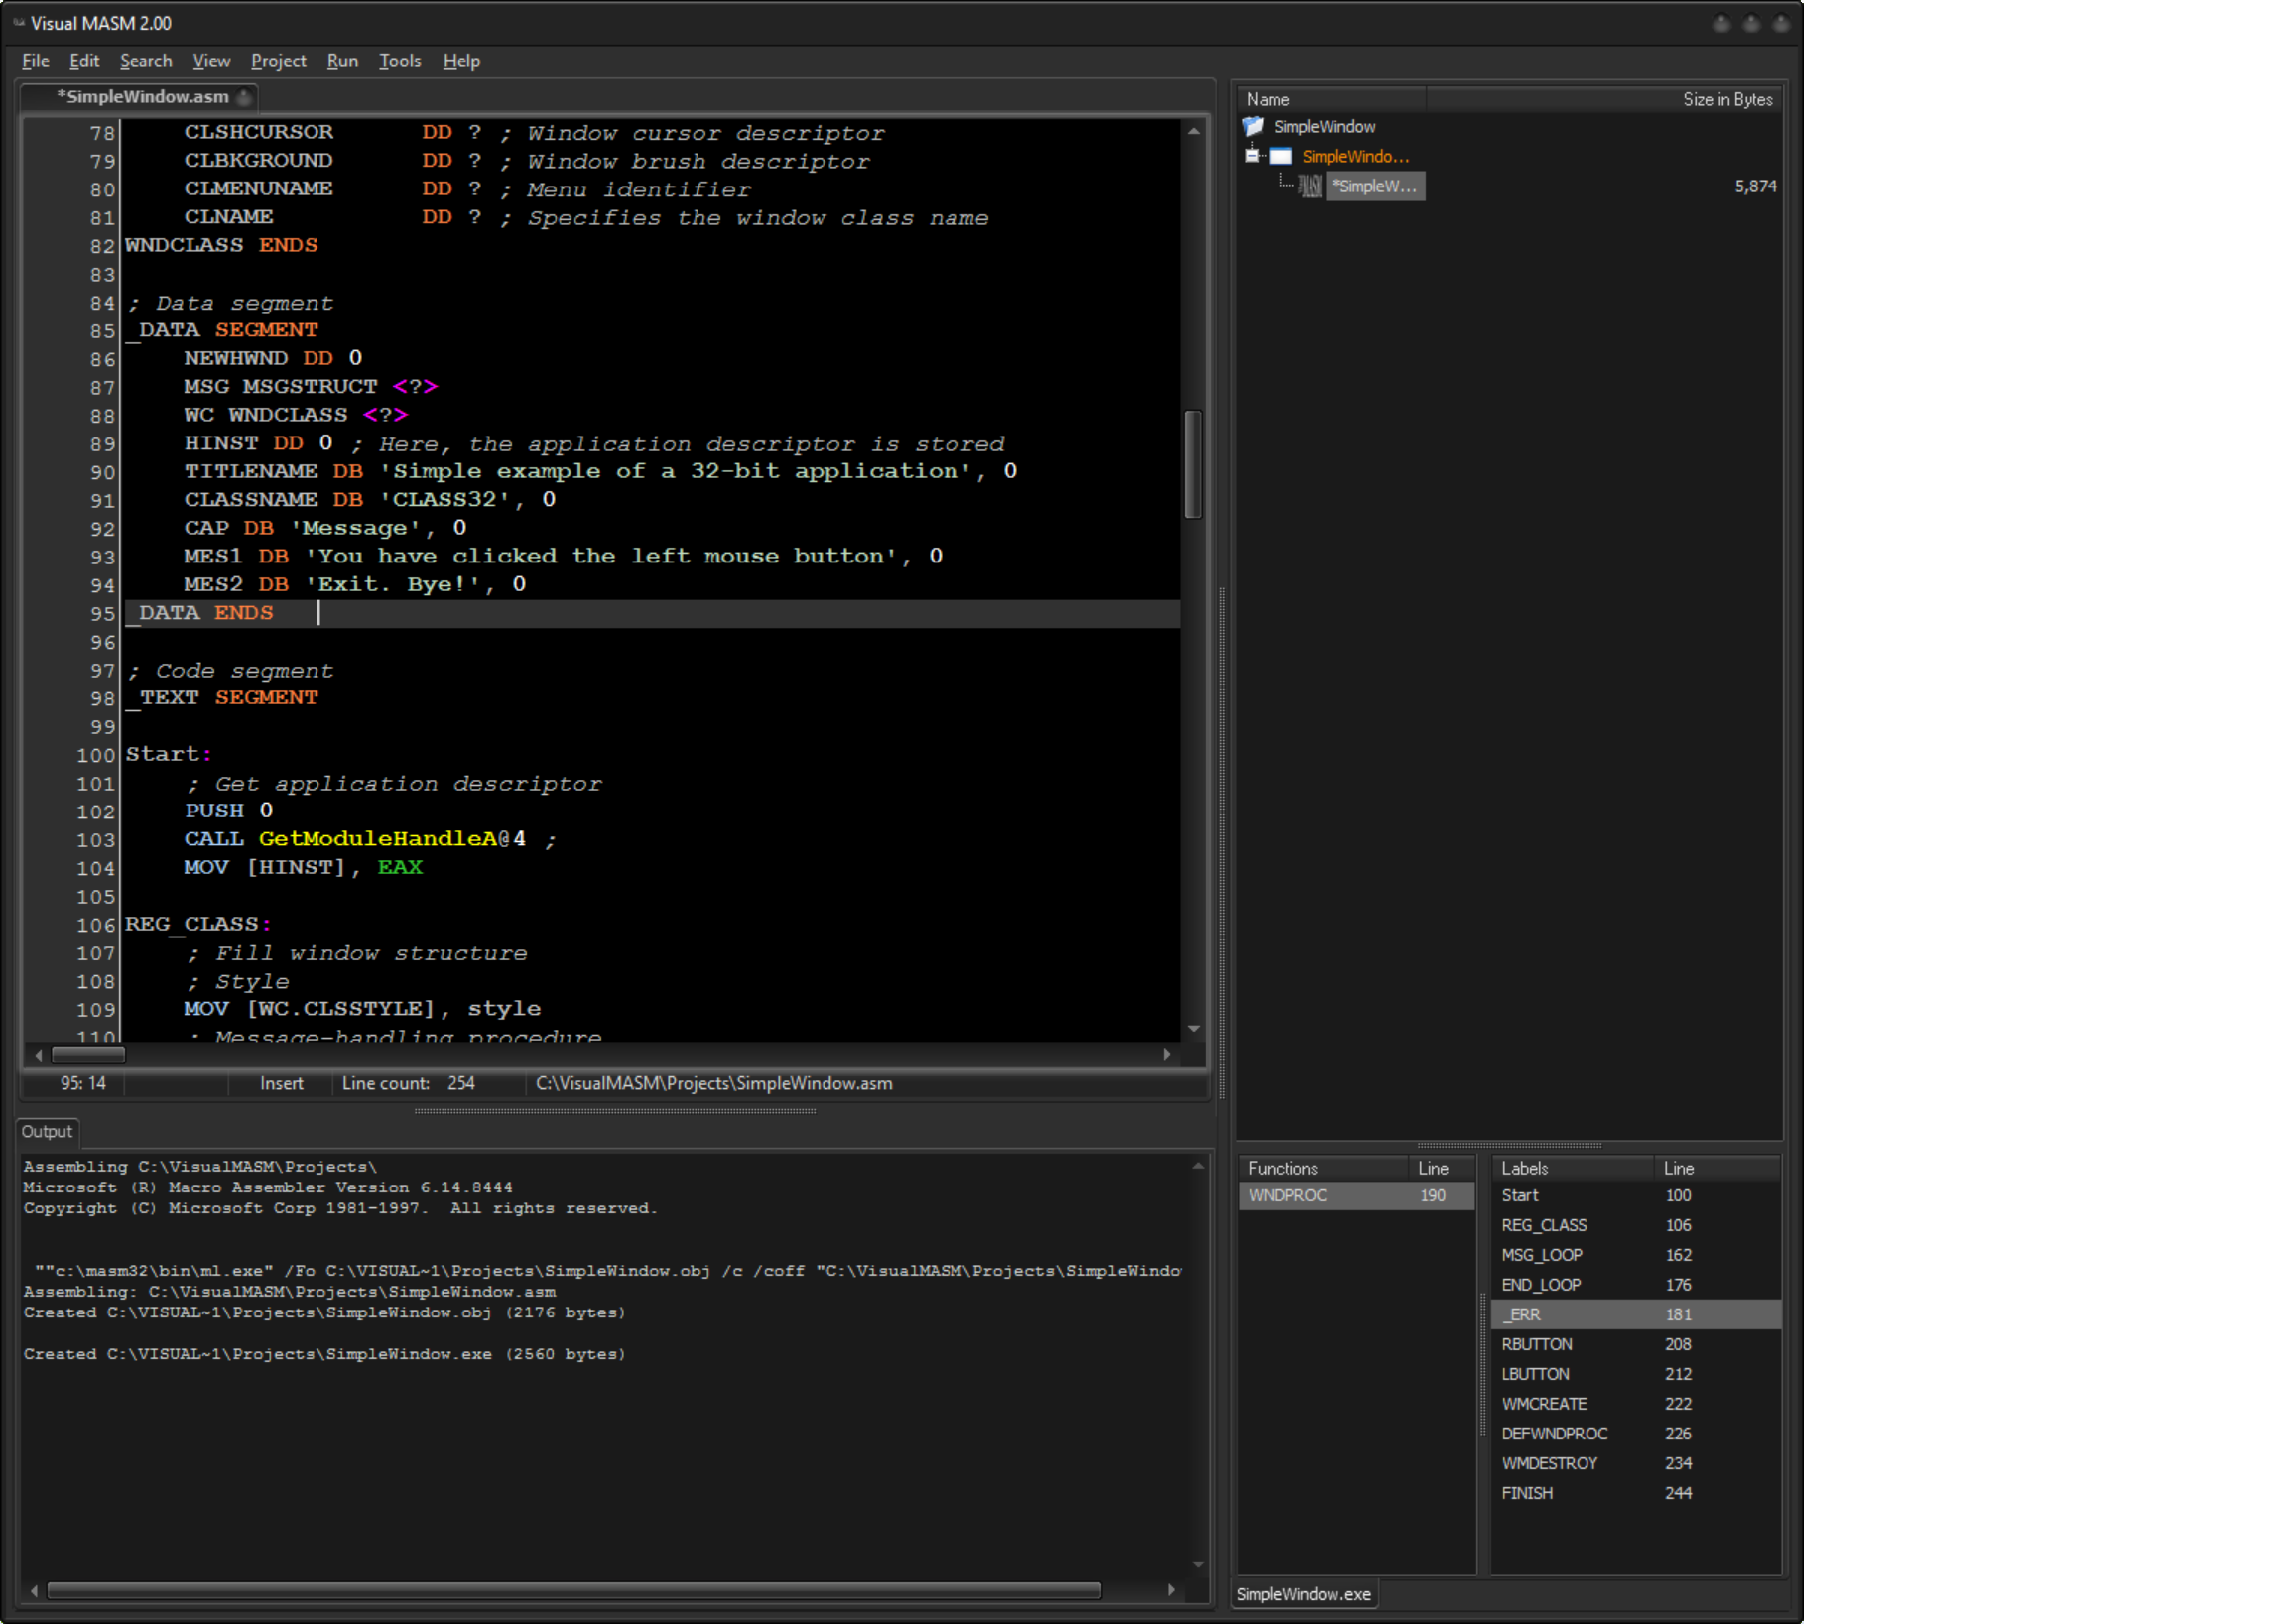 Visual MASM 2.00
File Edit Search View Project Run Tools Help
*SimpleWindow.asm
78 CLSHCURSOR DD ? ; Window cursor descriptor
79 CLBKGROUND DD ? ; Window brush descriptor
80 CLMENUNAME DD ? ; Menu identifier
81 CLNAME DD ? ; Specifies the window class name
82 WNDCLASS ENDS
83
84 ; Data segment
85 _DATA SEGMENT
86 NEWHWND DD 0
87 MSG MSGSTRUCT <?>
88 WC WNDCLASS <?>
89 HINST DD 0 ; Here, the application descriptor is stored
90 TITLENAME DB 'Simple example of a 32-bit application', 0
91 CLASSNAME DB 'CLASS32', 0
92 CAP DB 'Message', 0
93 MES1 DB 'You have clicked the left mouse button', 0
94 MES2 DB 'Exit. Bye!', 0
95 _DATA ENDS
96
97 ; Code segment
98 _TEXT SEGMENT
99
100 Start:
101 ; Get application descriptor
102 PUSH 0
103 CALL GetModuleHandleA@4 ;
104 MOV [HINST], EAX
105
106 REG_CLASS:
107 ; Fill window structure
108 ; Style
109 MOV [WC.CLSSTYLE], style
110 ; Message-handling procedure
95: 14 Insert Line count: 254 C:\VisualMASM\Projects\SimpleWindow.asm
Output
Assembling C:\VisualMASM\Projects\
Microsoft (R) Macro Assembler Version 6.14.8444
Copyright (C) Microsoft Corp 1981-1997.  All rights reserved.
""c:\masm32\bin\ml.exe" /Fo C:\VISUAL~1\Projects\SimpleWindow.obj /c /coff "C:\VisualMASM\Projects\SimpleWindo
Assembling: C:\VisualMASM\Projects\SimpleWindow.asm
Created C:\VISUAL~1\Projects\SimpleWindow.obj (2176 bytes)
Created C:\VISUAL~1\Projects\SimpleWindow.exe (2560 bytes)
Name Size in Bytes
SimpleWindow
SimpleWindo...
*SimpleW... 5,874
Functions Line
WNDPROC 190
Labels Line
Start 100
REG_CLASS 106
MSG_LOOP 162
END_LOOP 176
_ERR 181
RBUTTON 208
LBUTTON 212
WMCREATE 222
DEFWNDPROC 226
WMDESTROY 234
FINISH 244
SimpleWindow.exe